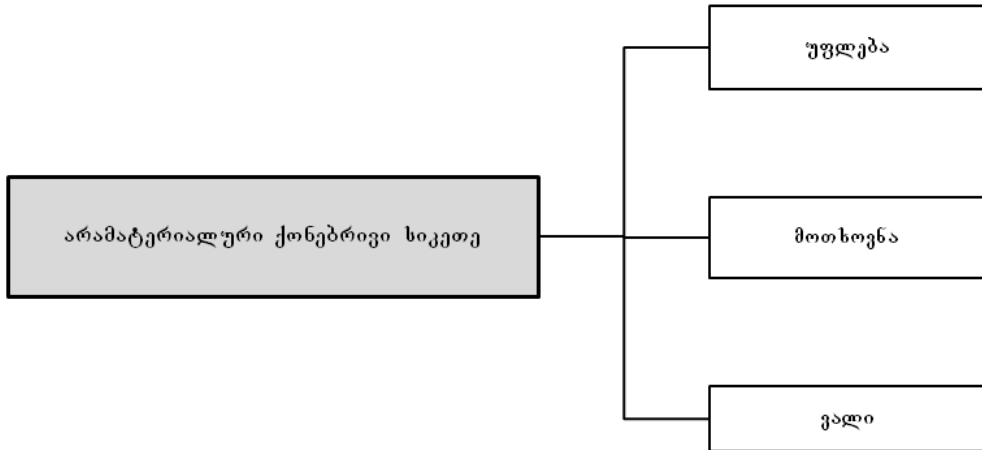 უფლება
არამატერიალური ქონებრივი სიკეთე
მოთხოვნა
ვალი